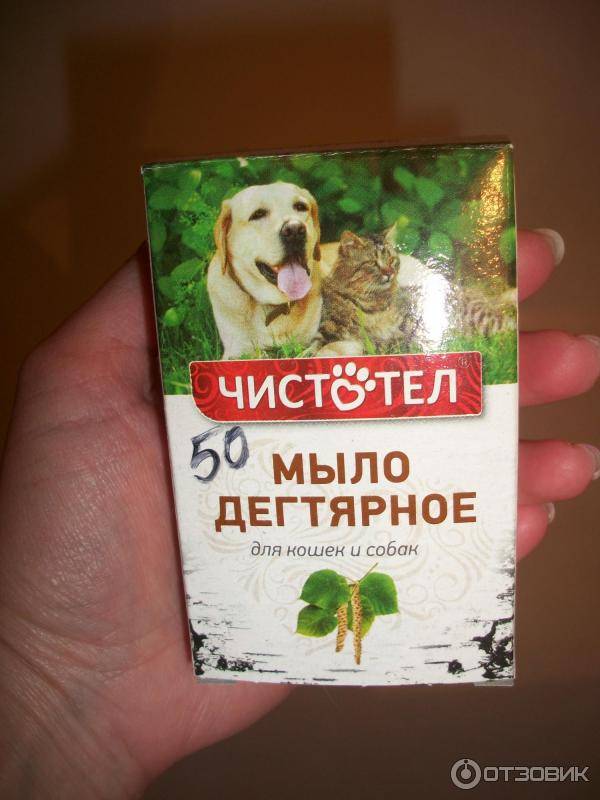 ЧИСТОТЕЛ®
50
МЫЛО
ДЕГТЯРНОЕ
для кошек и собак
ОТЗОВИК